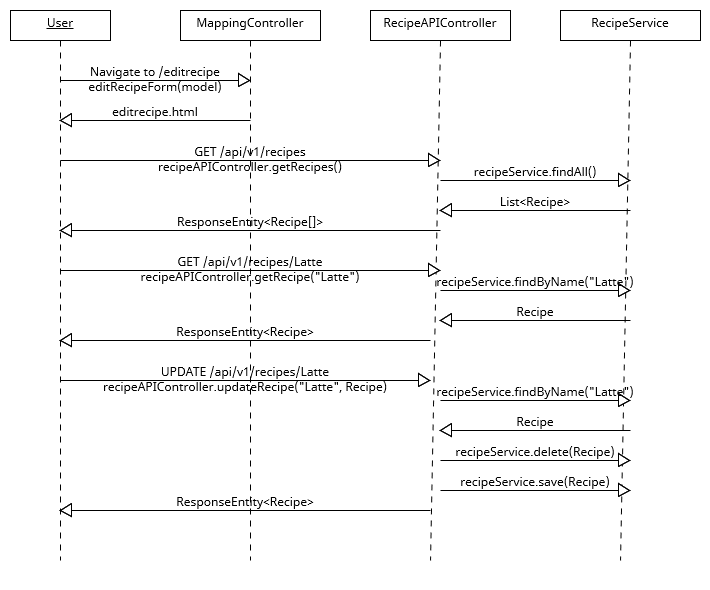 User
MappingController
RecipeAPIController
RecipeService
Navigate to /editrecipe
editRecipeForm(model)
editrecipe.html
GET /api/v1/recipes
recipeAPIController.getRecipes()
recipeService.findAll()
List<Recipe>
ResponseEntity<Recipe[]>
GET /api/v1/recipes/Latte
recipeAPIController.getRecipe("Latte")
recipeService.findByName("Latte")
Recipe
ResponseEntity<Recipe>
UPDATE /api/v1/recipes/Latte
recipeAPIController.updateRecipe("Latte", Recipe)
recipeService.findByName("Latte")
Recipe
recipeService.delete(Recipe)
recipeService.save(Recipe)
ResponseEntity<Recipe>